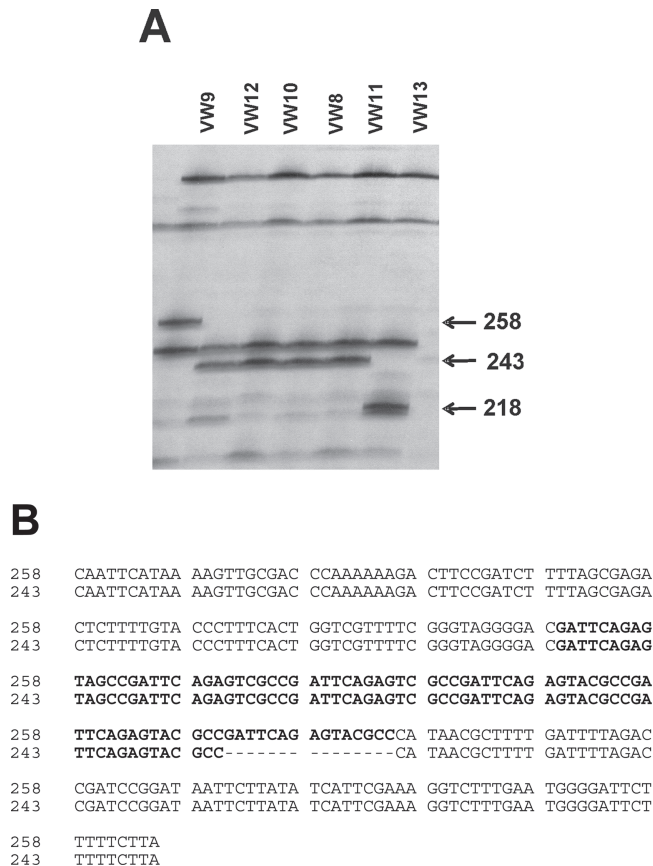 A
VW9 VW12 VW10 VW8 VW11 VW13
258
243
218
B
258 CAATTCATAA AAGTTGCGAC CCAAAAAAGA CTTCCGATCT TTTAGCGAGA
243 CAATTCATAA AAGTTGCGAC CCAAAAAAGA CTTCCGATCT TTTAGCGAGA
258 CTCTTTTGTA CCCTTTCACT GGTCGTTTTC GGGTAGGGGA CGATTCAGAG
243 CTCTTTTGTA CCCTTTCACT GGTCGTTTTC GGGTAGGGGA CGATTCAGAG
258 TAGCCGATTC AGAGTCGCCG ATTCAGAGTC GCCGATTCAG AGTACGCCGA
243 TAGCCGATTC AGAGTCGCCG ATTCAGAGTC GCCGATTCAG AGTACGCCGA
258 TTCAGAGTAC GCCGATTCAG AGTACGCCCA TAACGCTTTT GATTTTAGAC
243 TTCAGAGTAC GCC------- --------CA TAACGCTTTT GATTTTAGAC
258 CGATCCGGAT AATTCTTATA TCATTCGAAA GGTCTTTGAA TGGGGATTCT
243 CGATCCGGAT AATTCTTATA TCATTCGAAA GGTCTTTGAA TGGGGATTCT
258 TTTTCTTA
243 TTTTCTTA